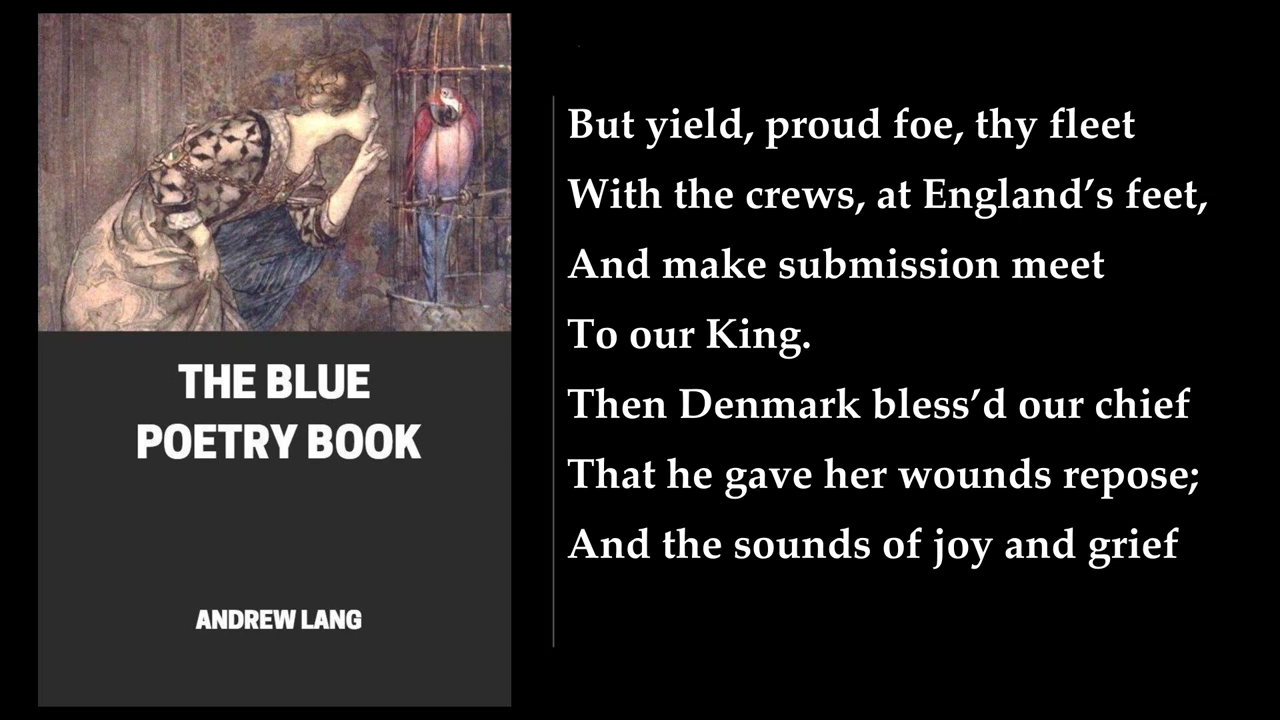 THE BLUE
POETRY BOOK
ANDREW LANG
But yield, proud foe, thy fleet
With the crews, at England’s feet,
And make submission meet
To our King.
Then Denmark bless’d our chief
That he gave her wounds repose;
And the sounds of joy and grief